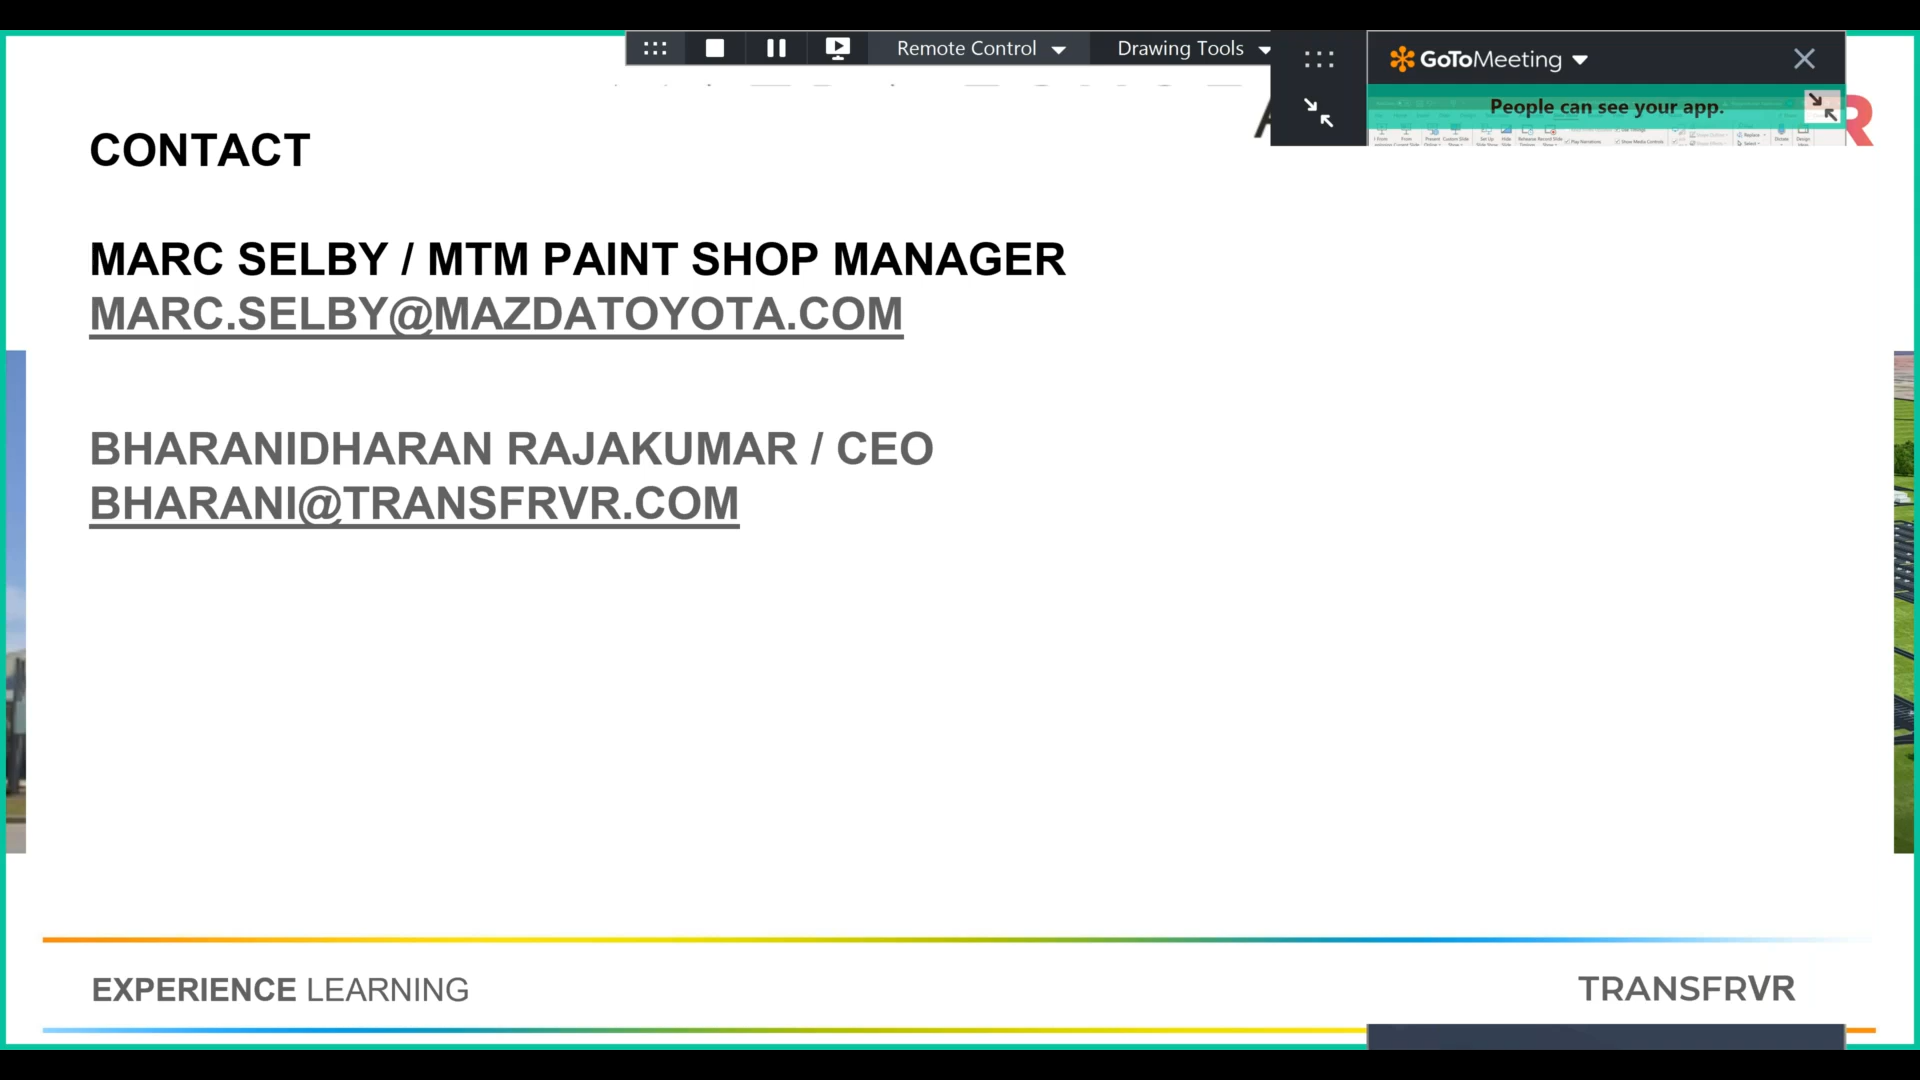 Remote Control
Drawing Tools
GoToMeeting
People can see your app.
R
CONTACT
MARC SELBY / MTM PAINT SHOP MANAGER
MARC.SELBY@MAZDATOYOTA.COM
BHARANIDHARAN RAJAKUMAR / CEO
BHARANI@TRANSFRVR.COM
EXPERIENCE LEARNING
TRANSFRVR